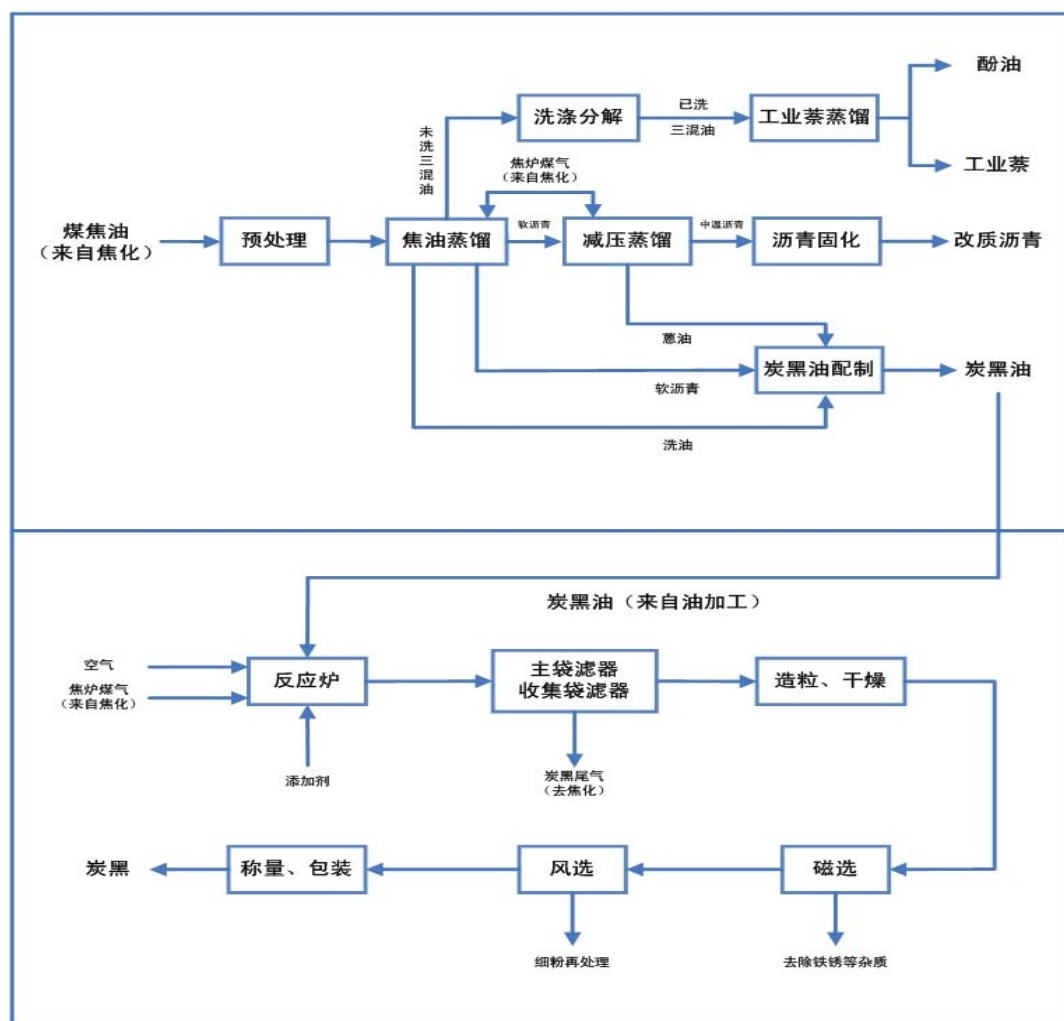 酚油
未洗三混油
洗涤分解
已洗
三混油
工业萘蒸馏
工业萘
焦炉煤气
(来自焦化)
煤焦油
(来自焦化)
预处理
焦油蒸馏
软沥青
减压蒸馏
中温沥青
沥青固化
改质沥青
蒽油
炭黑油配制
炭黑油
软沥青
洗油
炭黑油（来自油加工）
空气
焦炉煤气
(来自焦化)
反应炉
添加剂
主袋滤器
收集袋滤器
造粒、干燥
炭黑尾气
(去焦化)
炭黑
称量、包装
风选
磁选
细粉再处理
去除铁锈等杂质